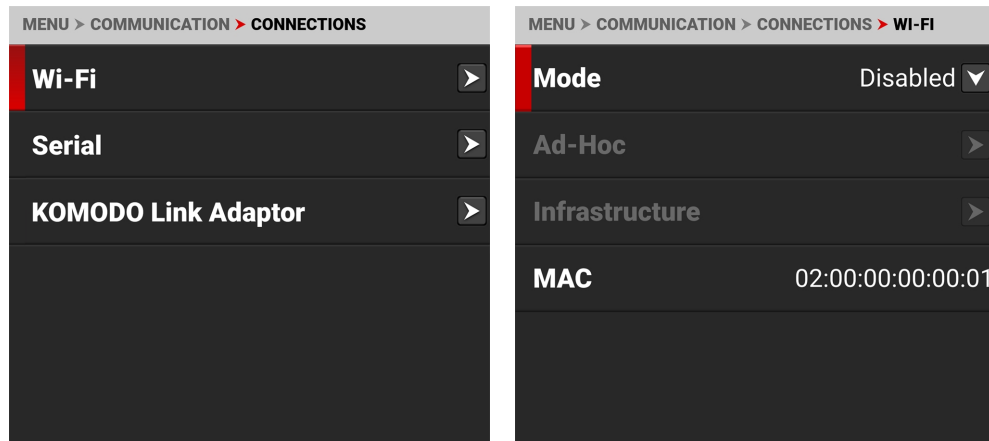 MENU > COMMUNICATION > CONNECTIONS
Wi-Fi
Serial
KOMODO Link Adaptor
MENU > COMMUNICATION > CONNECTIONS > WI-FI
Mode Disabled
Ad-Hoc
Infrastructure
MAC 02:00:00:00:00:01